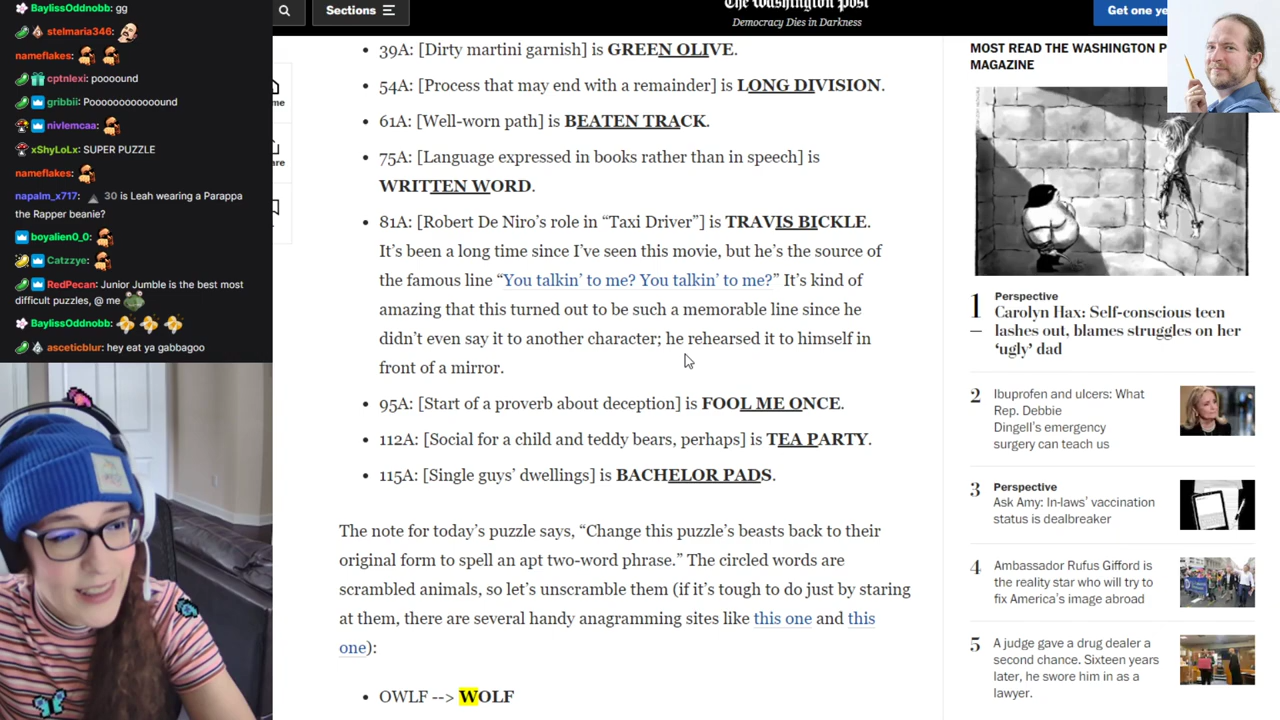 BaylissOddnobb: gg
stelmaria346:
nameflakes:
cptnlexi: poooound
gribbii: Poooooooooooound
nivlemcaa:
xShyLoLx: SUPER PUZZLE
nameflakes:
napalm_x717: 30 is Leah wearing a Parappa
the Rapper beanie?
boyalien0_0:
Catzzye:
RedPecan: Junior Jumble is the best most
difficult puzzles, @ me
BaylissOddnobb:
asceticblur: hey eat ya gabbagoo
Sections
The Washington Post
Democracy Dies in Darkness
Get one ye
me
are
39A: [Dirty martini garnish] is GREEN OLIVE.
54A: [Process that may end with a remainder] is LONG DIVISION.
61A: [Well-worn path] is BEATEN TRACK.
75A: [Language expressed in books rather than in speech] is
WRITTEN WORD.
81A: [Robert De Niro’s role in “Taxi Driver”] is TRAVIS BICKLE.
It’s been a long time since I’ve seen this movie, but he’s the source of
the famous line “You talkin’ to me? You talkin’ to me?” It’s kind of
amazing that this turned out to be such a memorable line since he
didn’t even say it to another character; he rehearsed it to himself in
front of a mirror.
95A: [Start of a proverb about deception] is FOOL ME ONCE.
112A: [Social for a child and teddy bears, perhaps] is TEA PARTY.
115A: [Single guys’ dwellings] is BACHELOR PADS.
The note for today’s puzzle says, “Change this puzzle’s beasts back to their
original form to spell an apt two-word phrase.” The circled words are
scrambled animals, so let’s unscramble them (if it’s tough to do just by staring
at them, there are several handy anagramming sites like this one and this
one):
OWLF --> WOLF
MOST READ THE WASHINGTON P
MAGAZINE
1
Perspective
Carolyn Hax: Self-conscious teen
lashes out, blames struggles on her
‘ugly’ dad
2
Ibuprofen and ulcers: What
Rep. Debbie
Dingell’s emergency
surgery can teach us
3
Perspective
Ask Amy: In-laws’ vaccination
status is dealbreaker
4
Ambassador Rufus Gifford is
the reality star who will try to
fix America’s image abroad
5
A judge gave a drug dealer a
second chance. Sixteen years
later, he swore him in as a
lawyer.